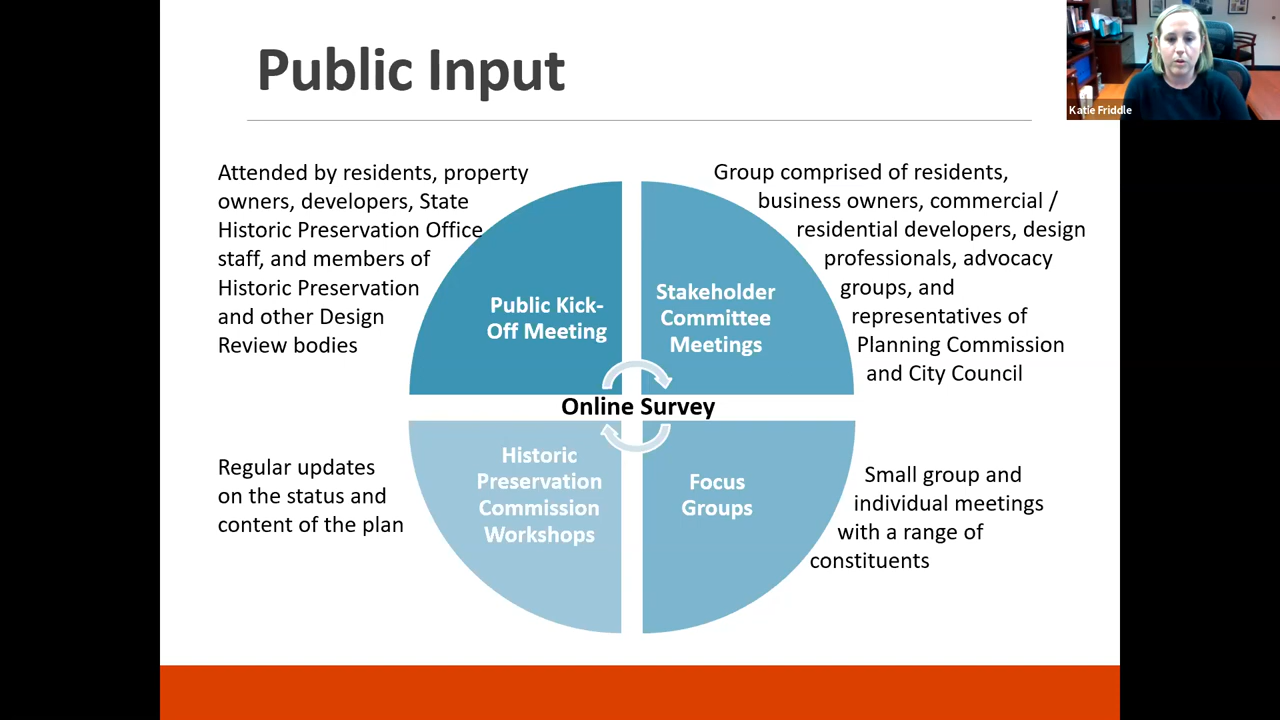 Public Input
Katie Friddle
Attended by residents, property
owners, developers, State
Historic Preservation Office
staff, and members of
Historic Preservation
and other Design
Review bodies
Public Kick-
Off Meeting
Group comprised of residents,
business owners, commercial /
residential developers, design
professionals, advocacy
groups, and
representatives of
Planning Commission
and City Council
Stakeholder
Committee
Meetings
Online Survey
Regular updates
on the status and
content of the plan
Historic
Preservation
Commission
Workshops
Focus
Groups
Small group and
individual meetings
with a range of
constituents